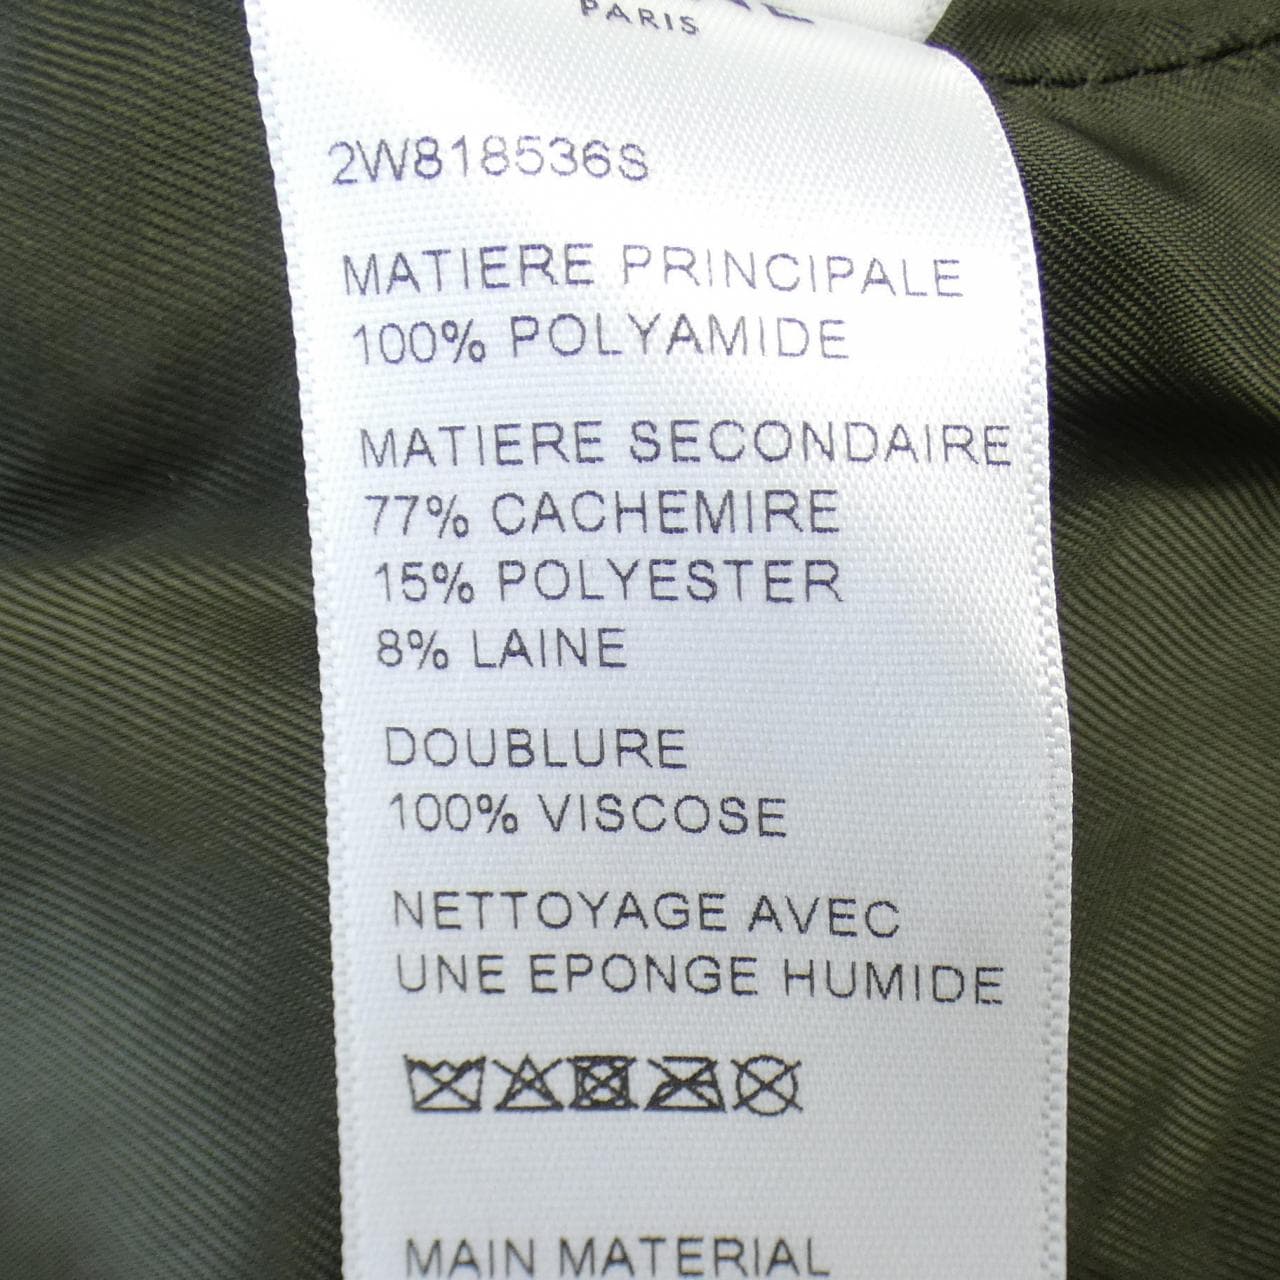 PARIS
2W818536S
MATIERE PRINCIPALE
100% POLYAMIDE
MATIERE SECONDAIRE
77% CACHEMIRE
15% POLYESTER
8% LAINE
DOUBLURE
100% VISCOSE
NETTOYAGE AVEC
UNE EPONGE HUMIDE
MAIN MATERIAL